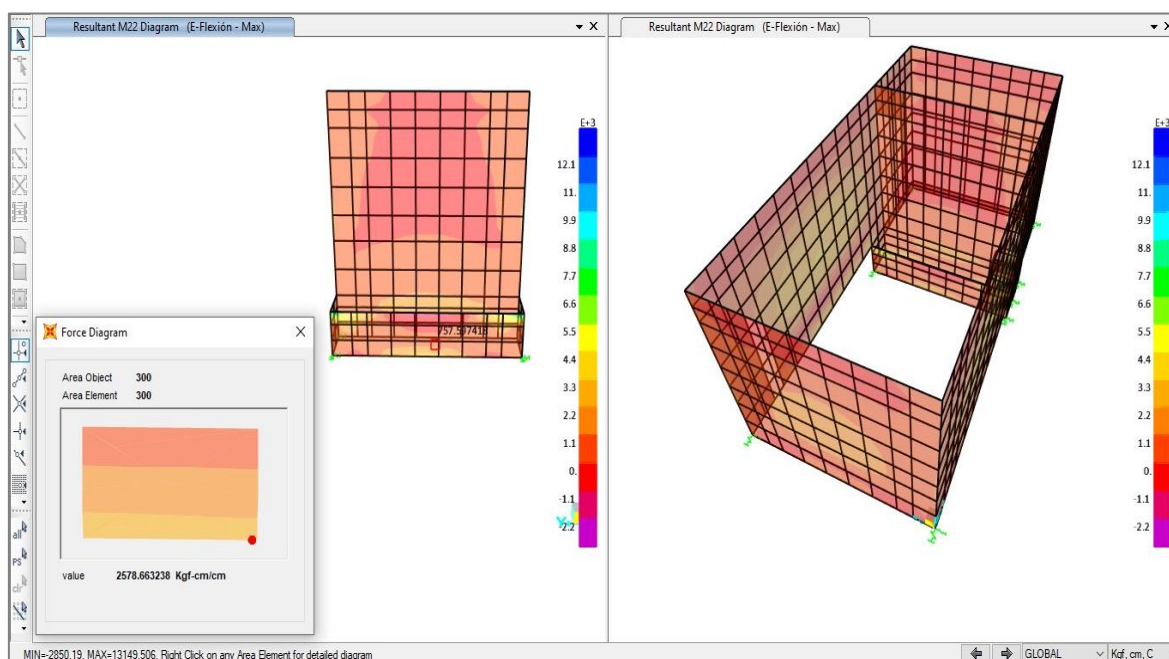 Resultant M22 Diagram (E-Flexión - Max)
Resultant M22 Diagram (E-Flexión - Max)
E+3
12.1
11.
9.9
8.8
7.7
6.6
5.5
4.4
3.3
2.2
1.1
0.
-1.1
-2.2
E+3
12.1
11.
9.9
8.8
7.7
6.6
5.5
4.4
3.3
2.2
1.1
0.
-1.1
-2.2
757.597418
Force Diagram
Area Object 300
Area Element 300
value 2578.663238 Kgf-cm/cm
all
PS
clr
MIN=-2850.19, MAX=13149.506, Right Click on any Area Element for detailed diagram
GLOBAL
Kgf, cm, C